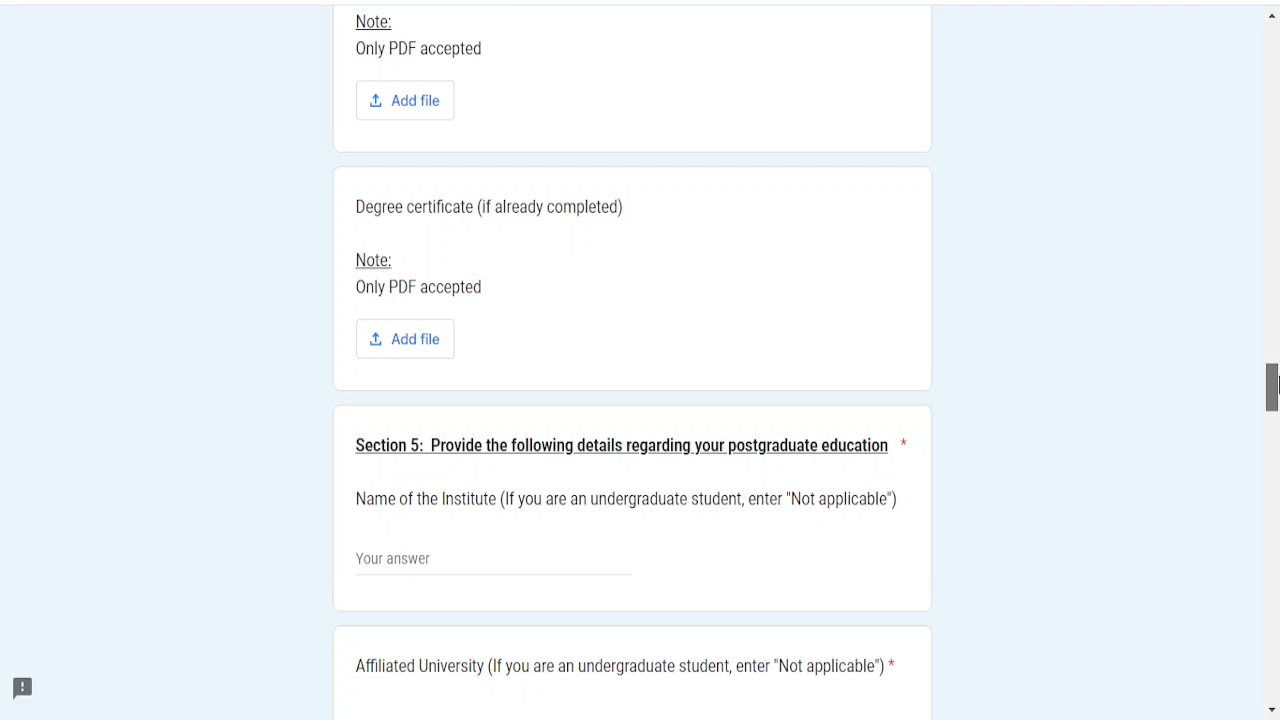 Note:
Only PDF accepted
Add file
Degree certificate (if already completed)
Note:
Only PDF accepted
Add file
Section 5:  Provide the following details regarding your postgraduate education *
Name of the Institute (If you are an undergraduate student, enter "Not applicable")
Your answer
Affiliated University (If you are an undergraduate student, enter "Not applicable") *